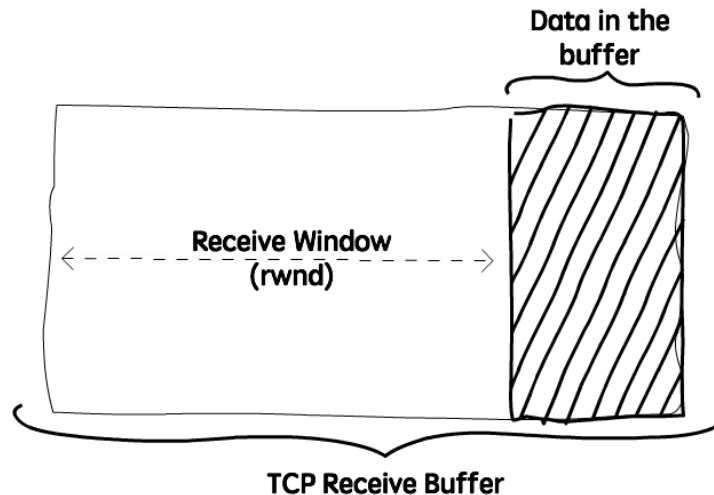 Data in the
buffer
Receive Window
(rwnd)
TCP Receive Buffer